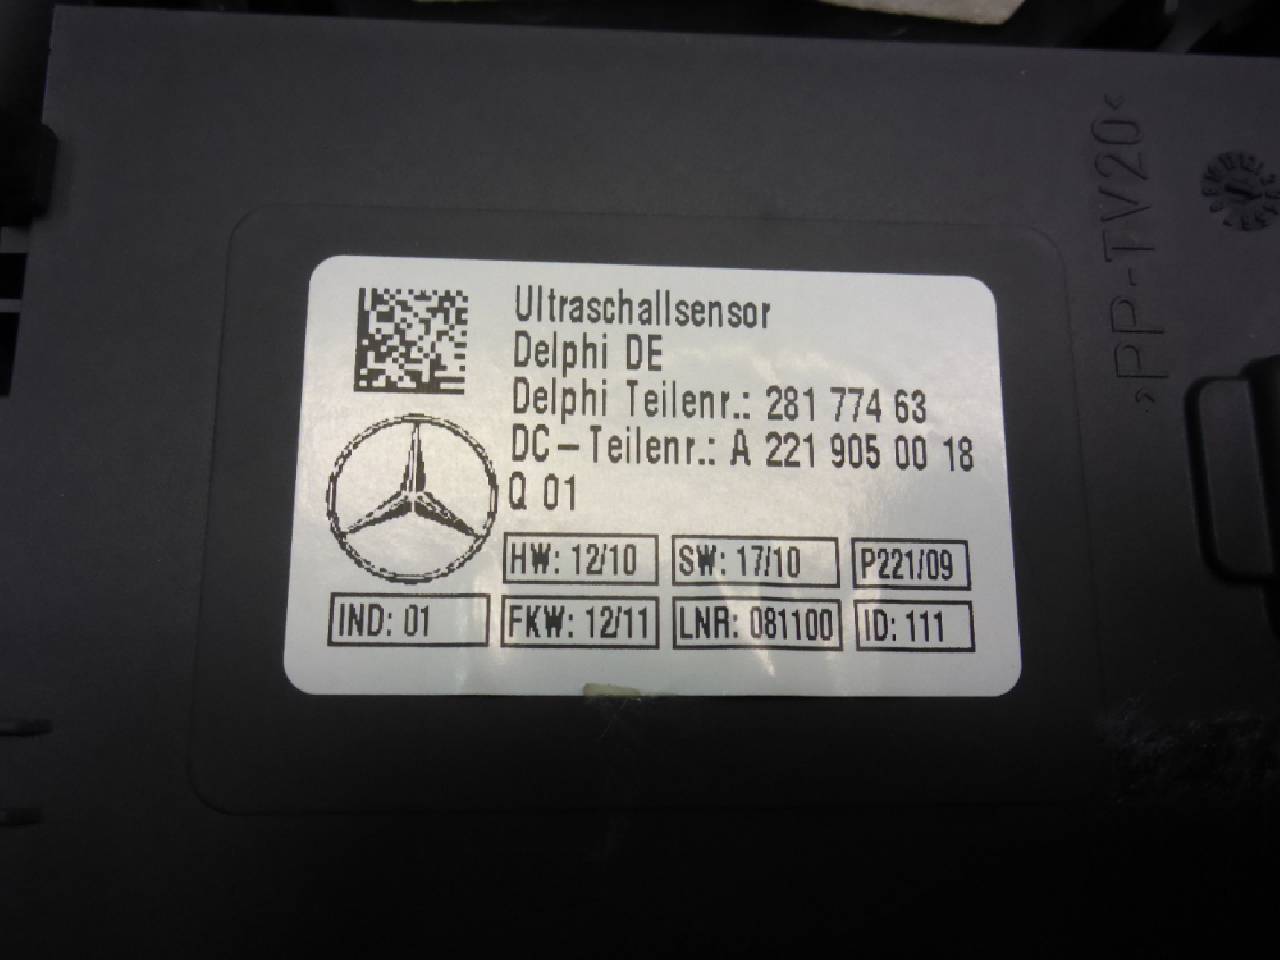 Ultraschallsensor
Delphi DE
Delphi Teilenr.: 281 774 63
DC-Teilenr.: A 221 905 00 18
Q 01
HW: 12/10
SW: 17/10
P221/09
IND: 01
FKW: 12/11
LNR: 081100
ID: 111
>PP-TV20<